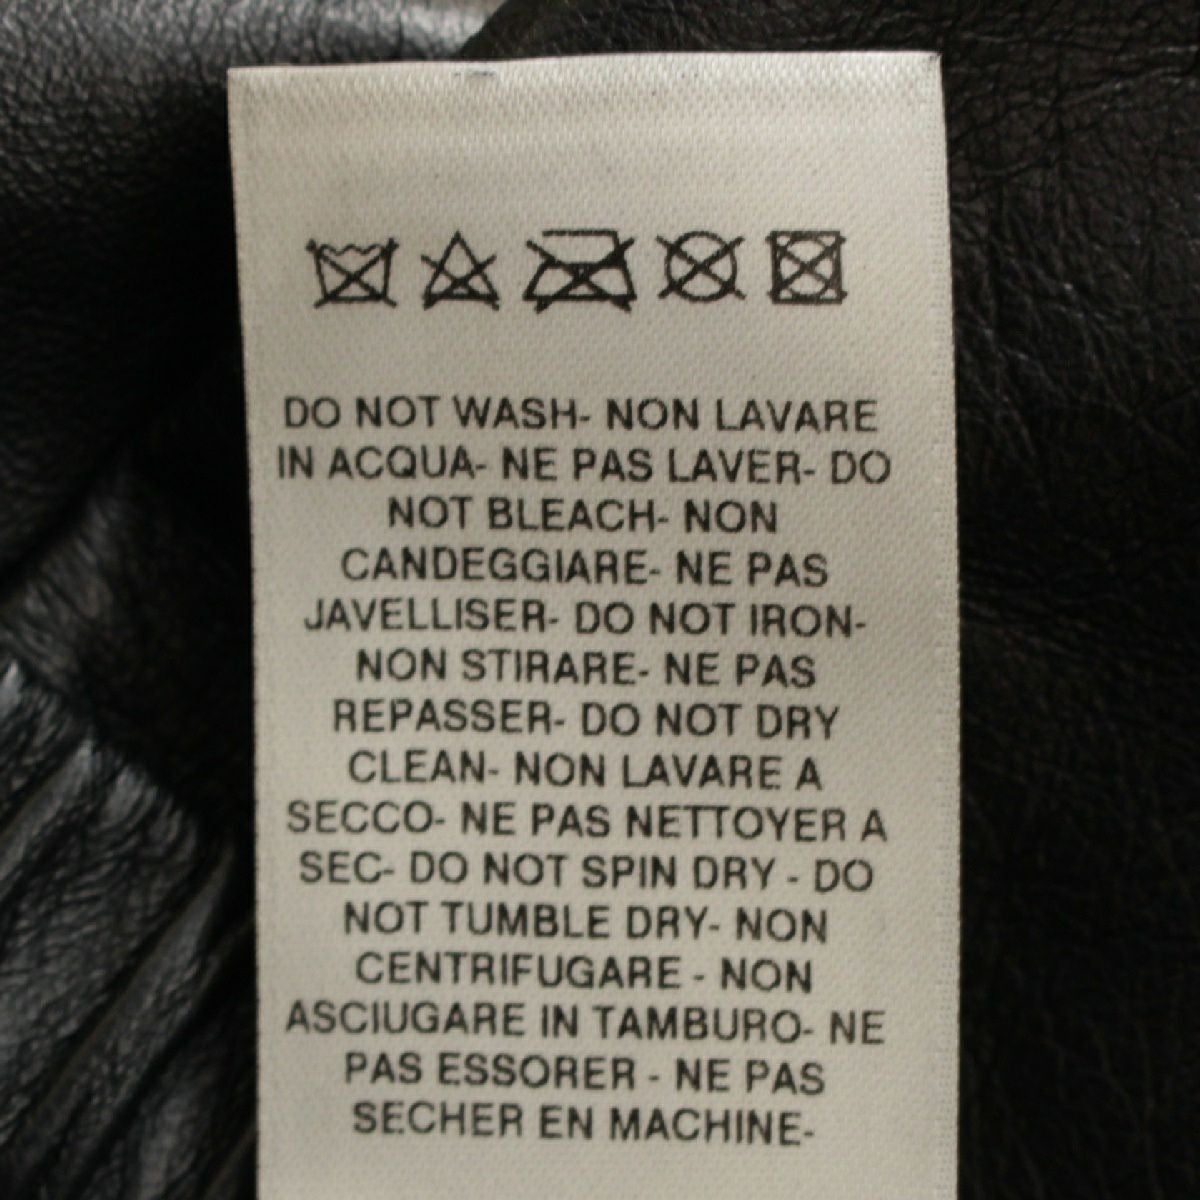 DO NOT WASH- NON LAVARE
IN ACQUA- NE PAS LAVER- DO
NOT BLEACH- NON
CANDEGGIARE- NE PAS
JAVELLISER- DO NOT IRON-
NON STIRARE- NE PAS
REPASSER- DO NOT DRY
CLEAN- NON LAVARE A
SECCO- NE PAS NETTOYER A
SEC- DO NOT SPIN DRY - DO
NOT TUMBLE DRY- NON
CENTRIFUGARE - NON
ASCIUGARE IN TAMBURO- NE
PAS ESSORER - NE PAS
SECHER EN MACHINE-